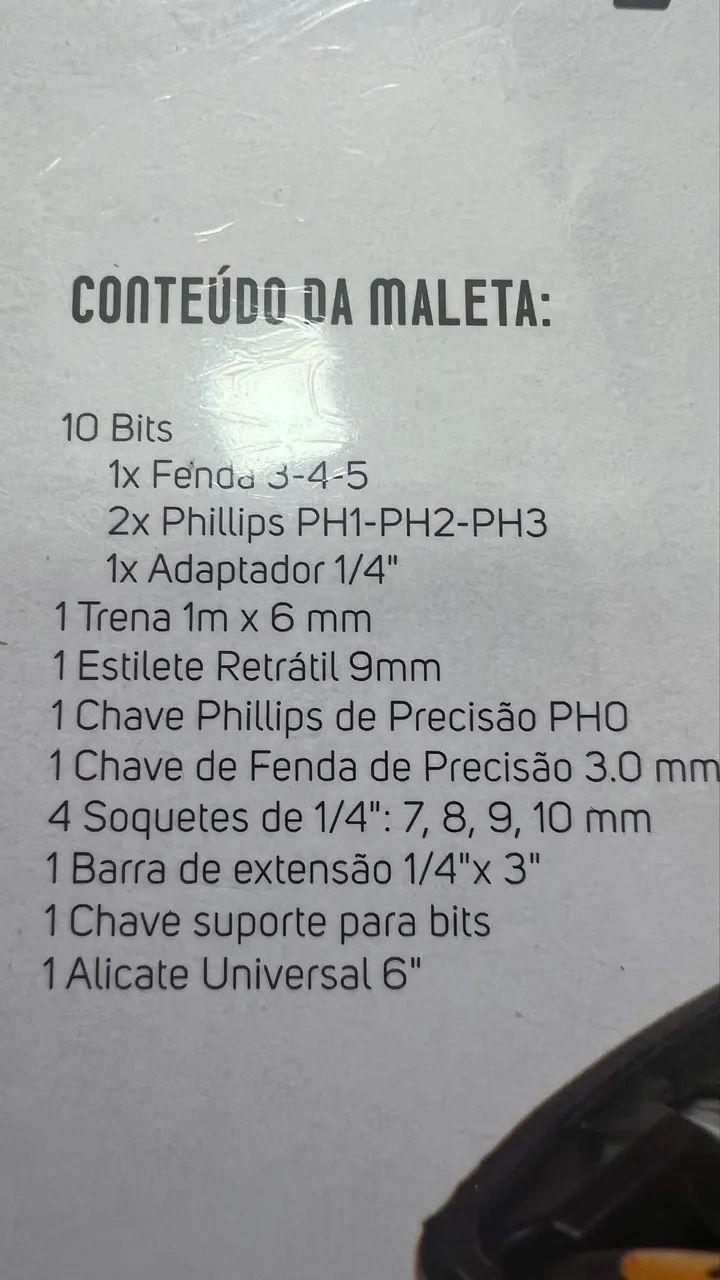 CONTEÚDO DA MALETA:
10 Bits
1x Fenda 3-4-5
2x Phillips PH1-PH2-PH3
1x Adaptador 1/4"
1 Trena 1m x 6 mm
1 Estilete Retrátil 9mm
1 Chave Phillips de Precisão PH0
1 Chave de Fenda de Precisão 3.0 mm
4 Soquetes de 1/4": 7, 8, 9, 10 mm
1 Barra de extensão 1/4"x 3"
1 Chave suporte para bits
1 Alicate Universal 6"